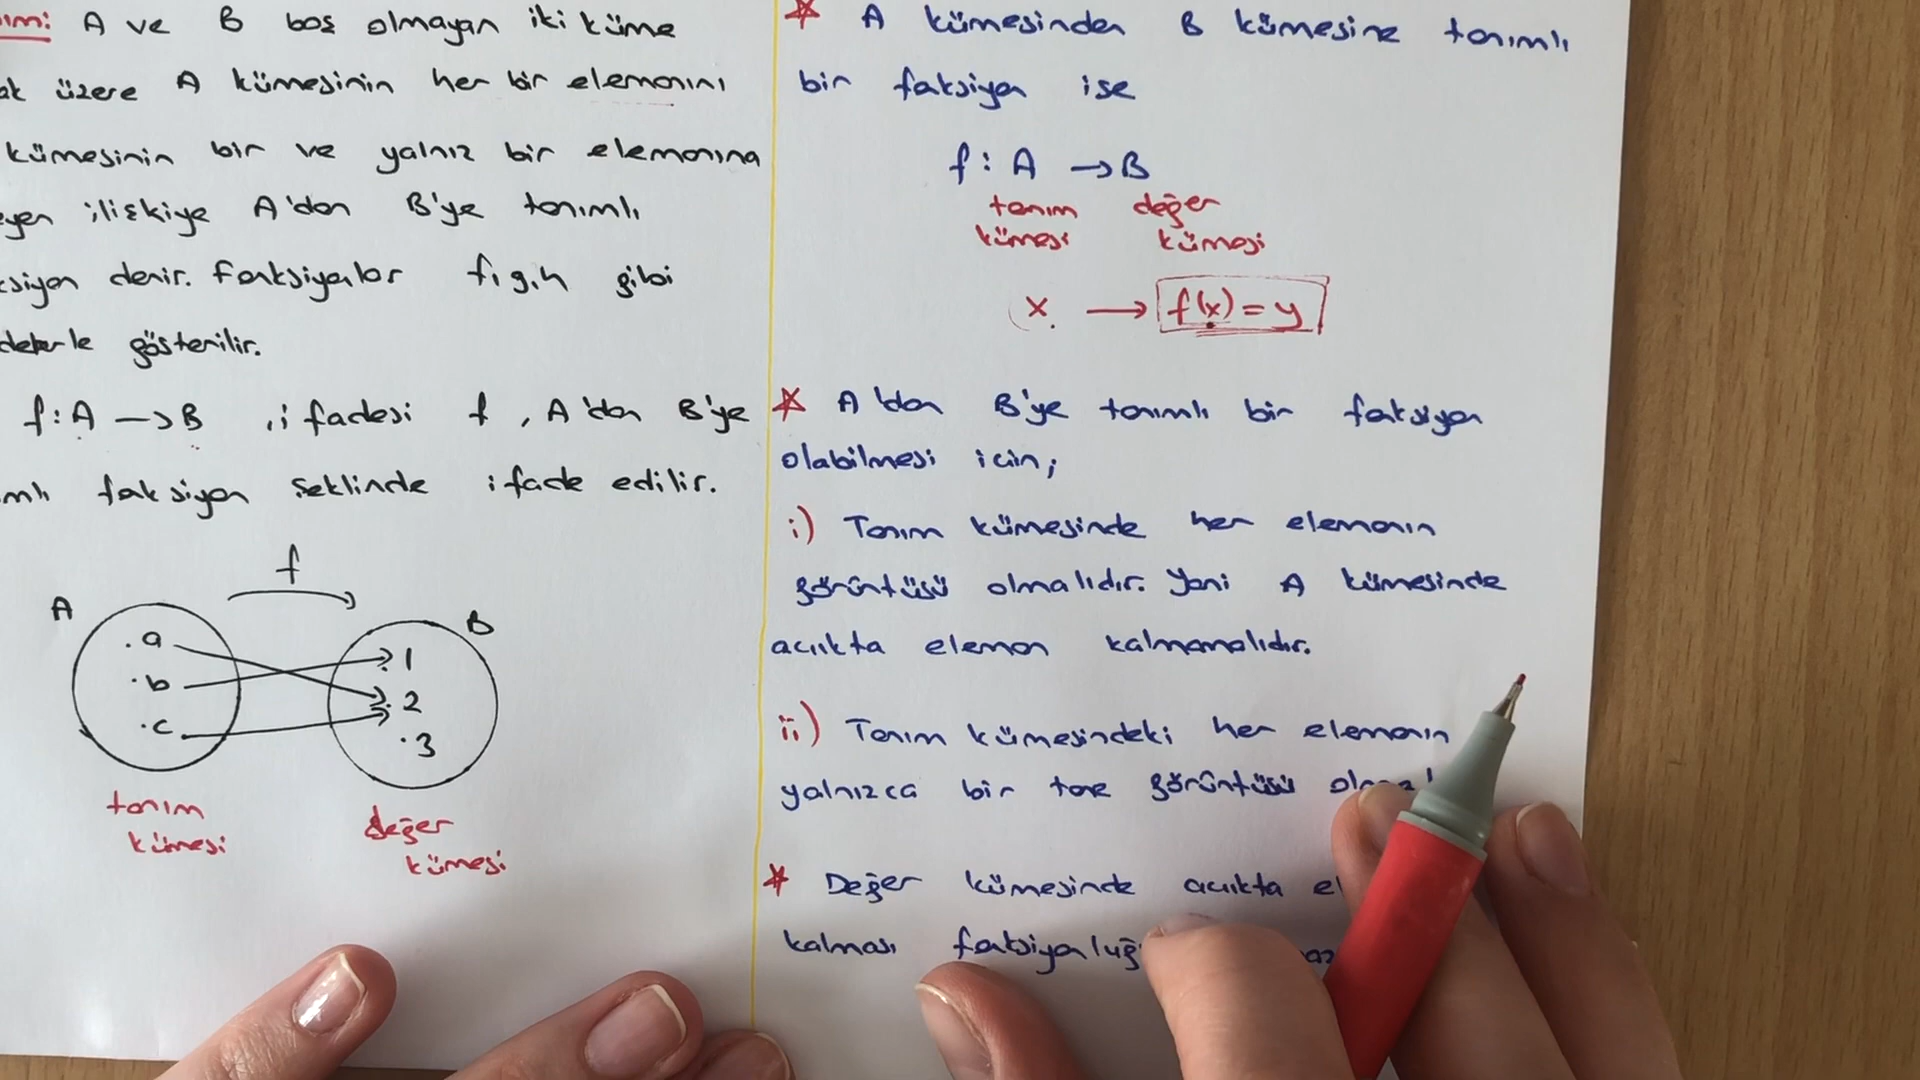 A ve B boş olmayan iki küme
üzere A kümesinin her bir elemanını
kümesinin bir ve yalnız bir elemanına
ilişkiye A'dan B'ye tanımlı
denir. Fonksiyonlar f,g,h gibi
gösterilir.
f: A → B , ifadesi f , A'dan B'ye
fonksiyon şeklinde ifade edilir.
f
A
B
.a
.b
.c
.1
.2
.3
tanım
kümesi
değer
kümesi
* A kümesinden B kümesine tanımlı
bir fonksiyon ise
f: A → B
tanım değer
kümesi kümesi
x → f(x) = y
* A'dan B'ye tanımlı bir fonksiyon
olabilmesi için;
i) Tanım kümesinde her elemanın
görüntüsü olmalıdır. Yani A kümesinde
açıkta eleman kalmamalıdır.
ii) Tanım kümesindeki her elemanın
yalnızca bir tane görüntüsü
* Değer kümesinde açıkta
kalması